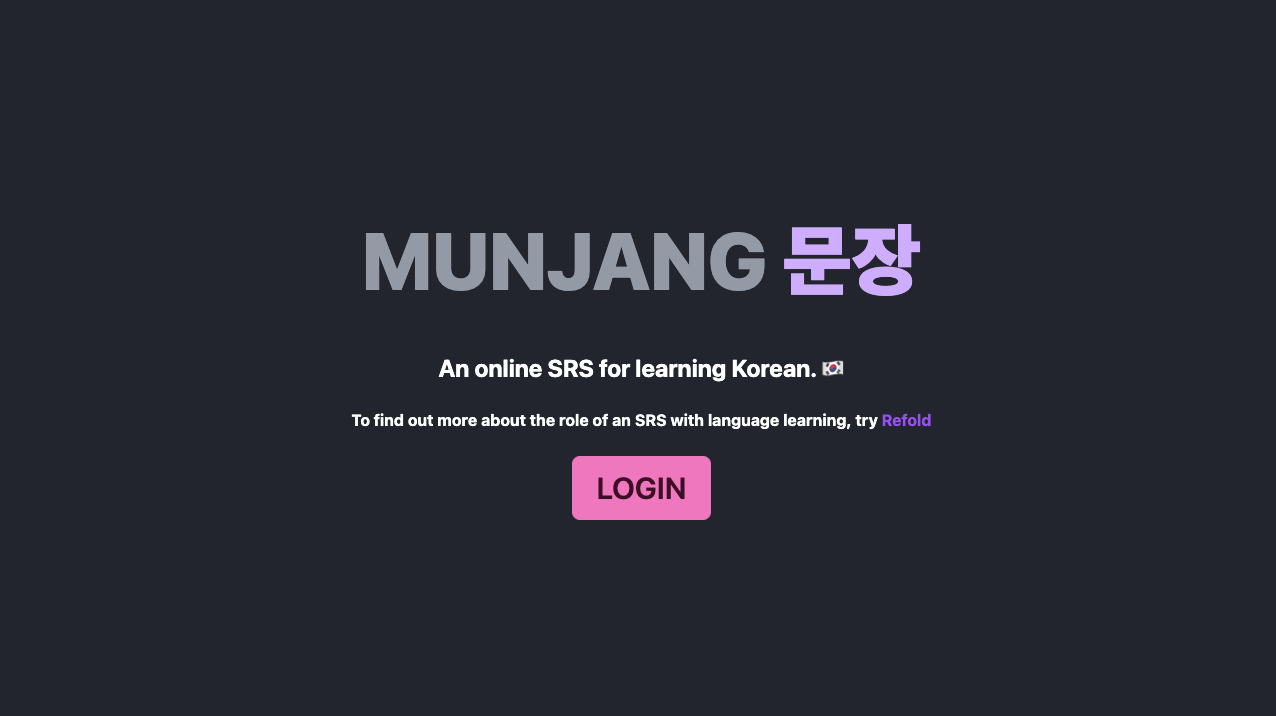 MUNJANG 문장
An online SRS for learning Korean. 🇰🇷
To find out more about the role of an SRS with language learning, try Refold
LOGIN